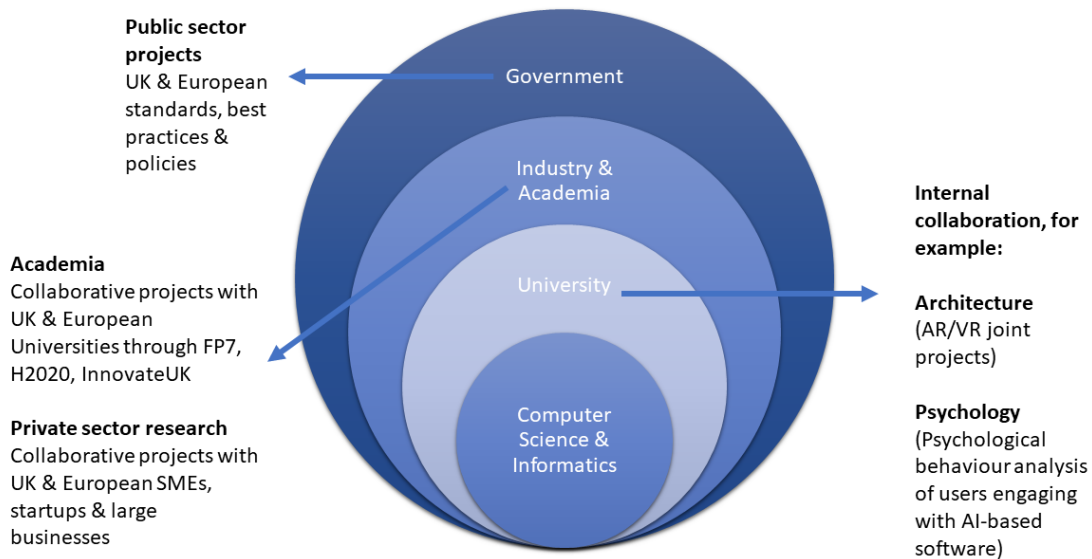 Public sector
projects
UK & European
standards, best
practices &
policies
Government
Industry &
Academia
University
Computer
Science &
Informatics
Academia
Collaborative projects with
UK & European
Universities through FP7,
H2020, InnovateUK
Private sector research
Collaborative projects with
UK & European SMEs,
startups & large
businesses
Internal
collaboration, for
example:
Architecture
(AR/VR joint
projects)
Psychology
(Psychological
behaviour analysis
of users engaging
with AI-based
software)